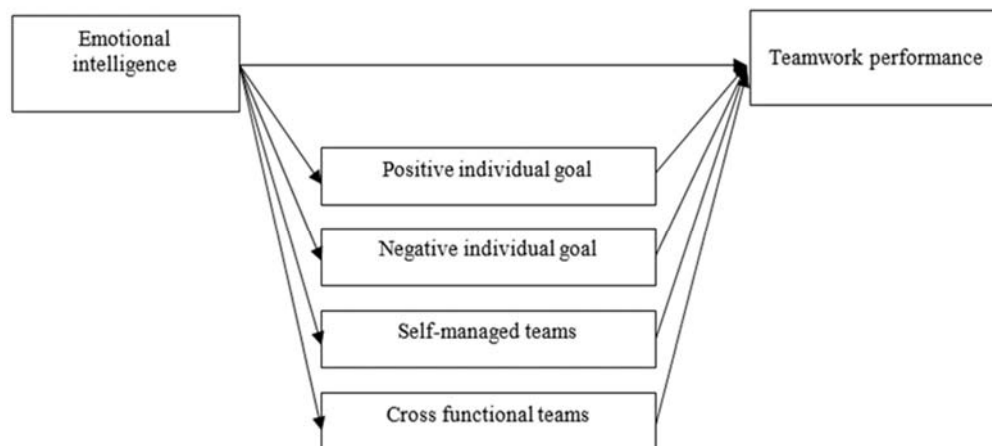 Emotional
intelligence
Teamwork performance
Positive individual goal
Negative individual goal
Self-managed teams
Cross functional teams